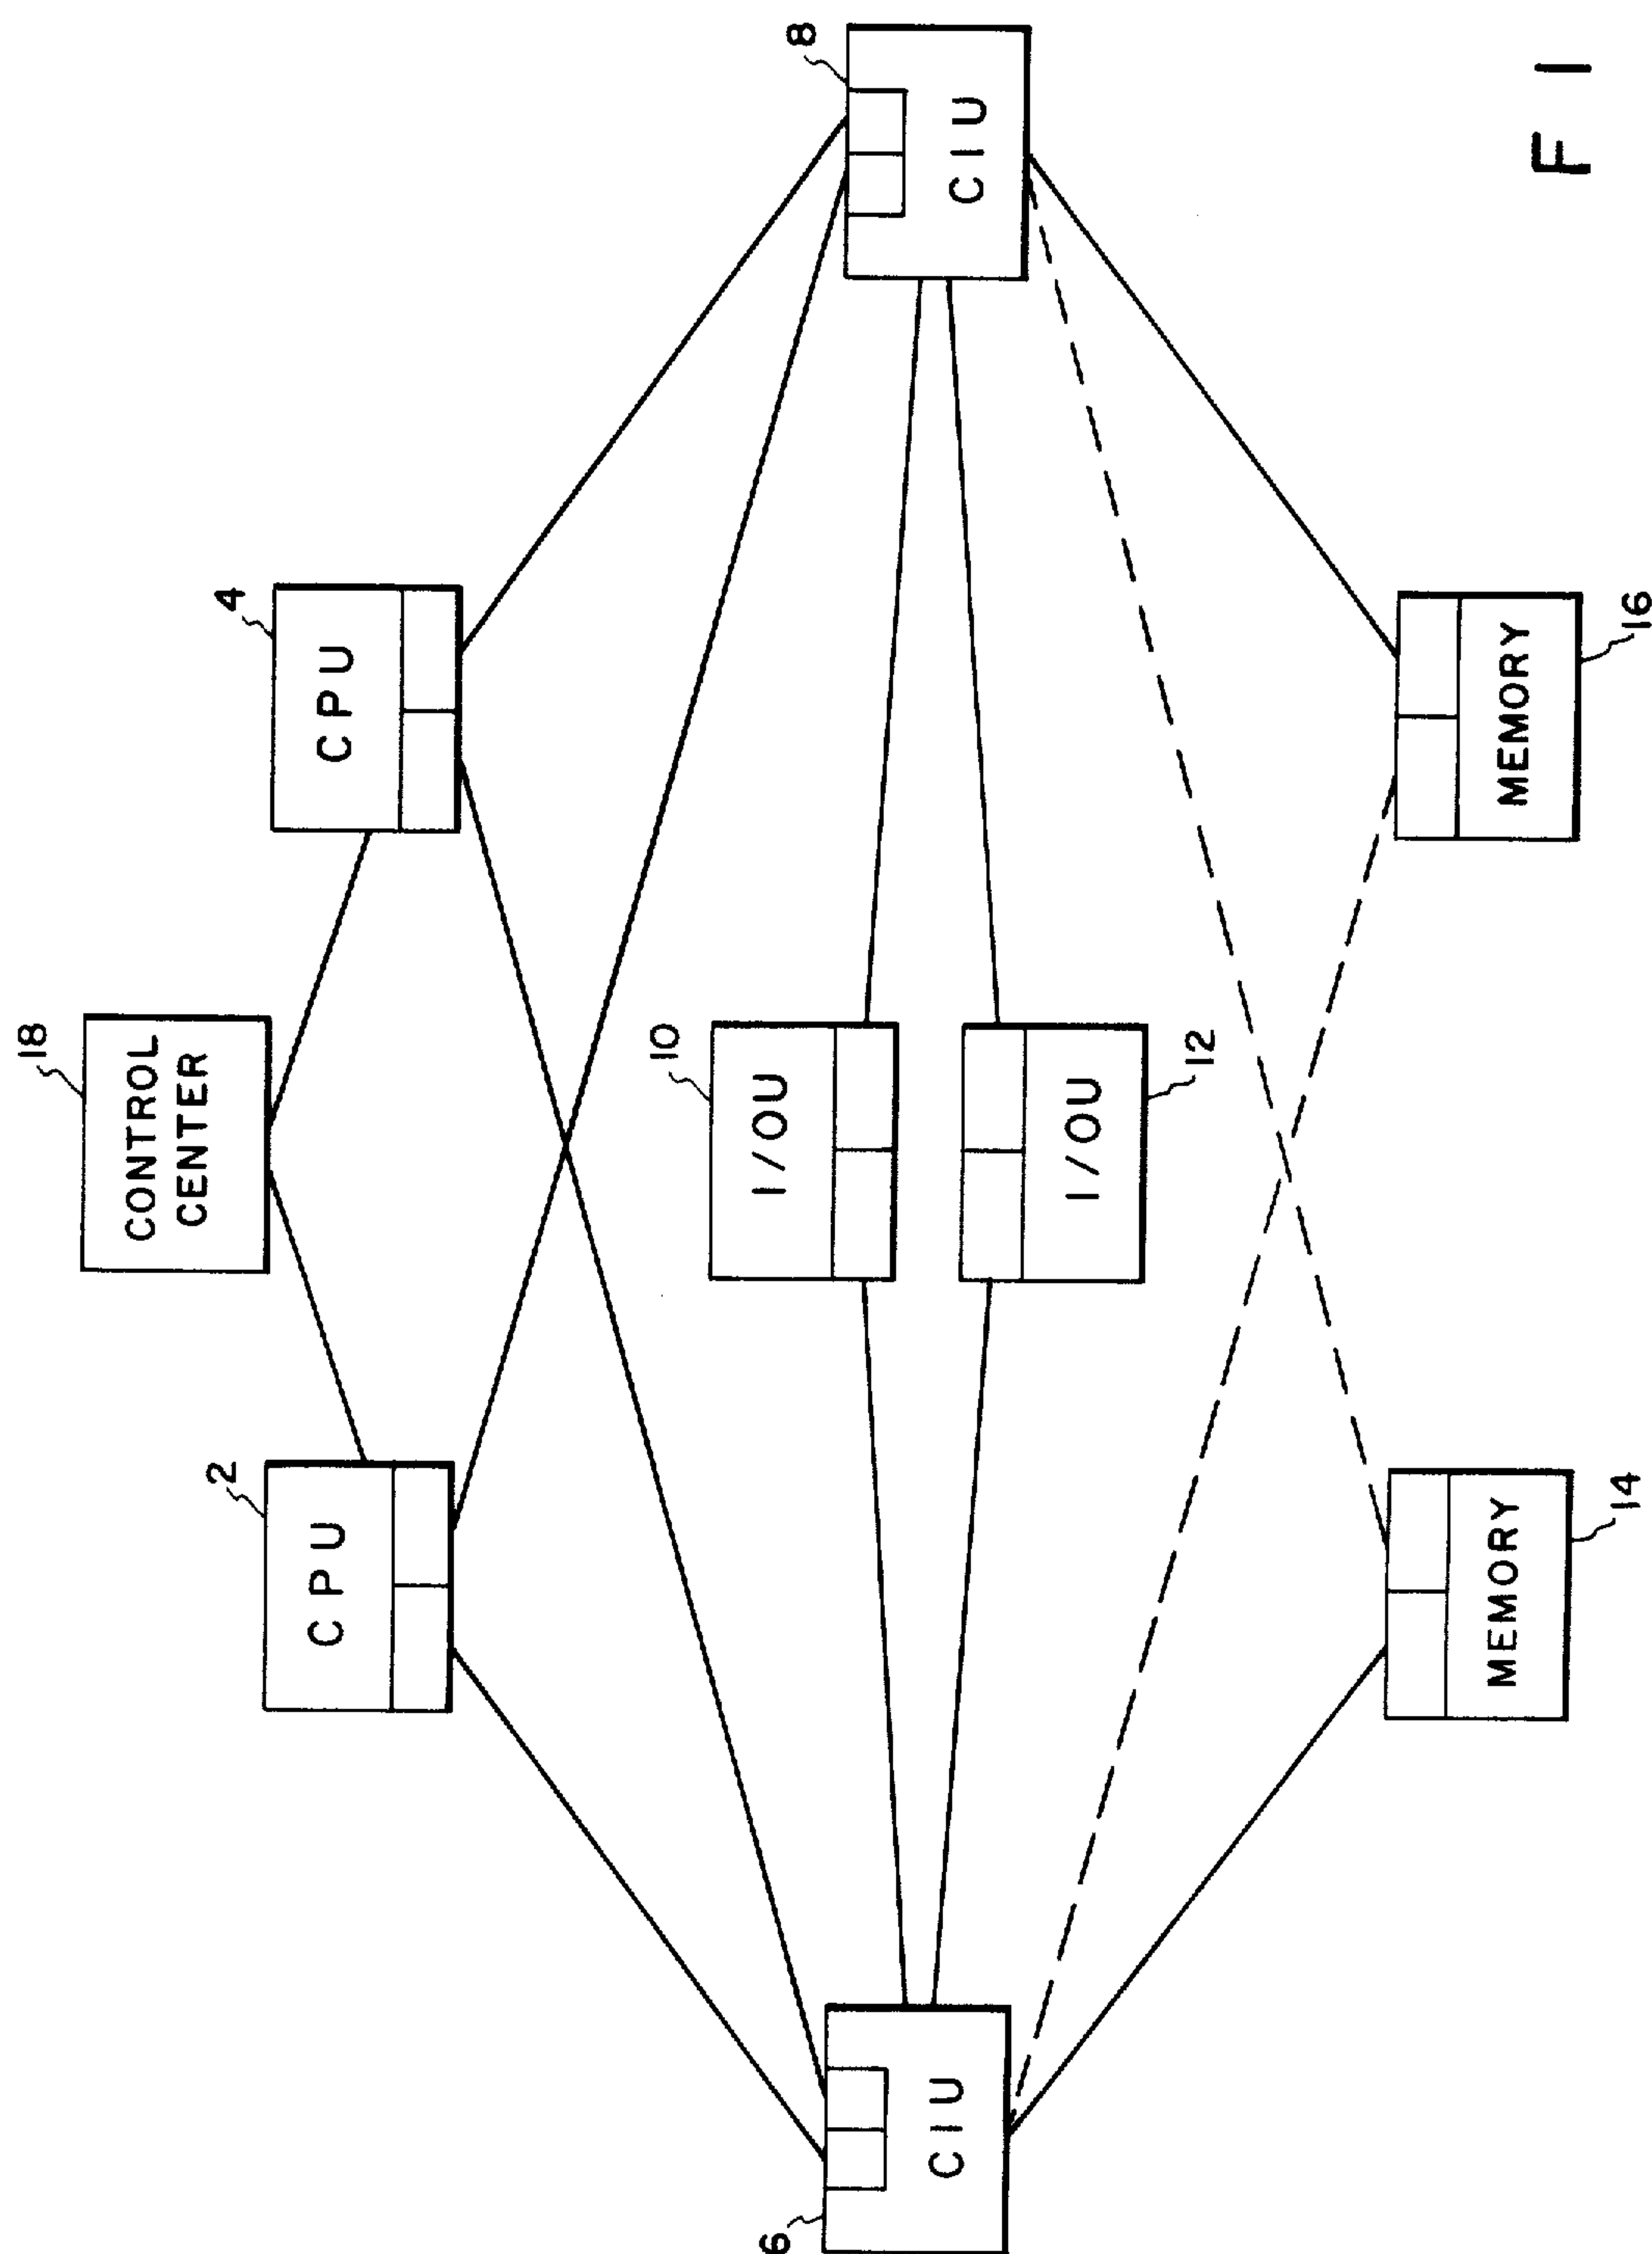 18
CONTROL
CENTER
2
CPU
4
CPU
10
I/OU
6
CIU
8
CIU
I/OU
12
MEMORY
14
MEMORY
16
F I